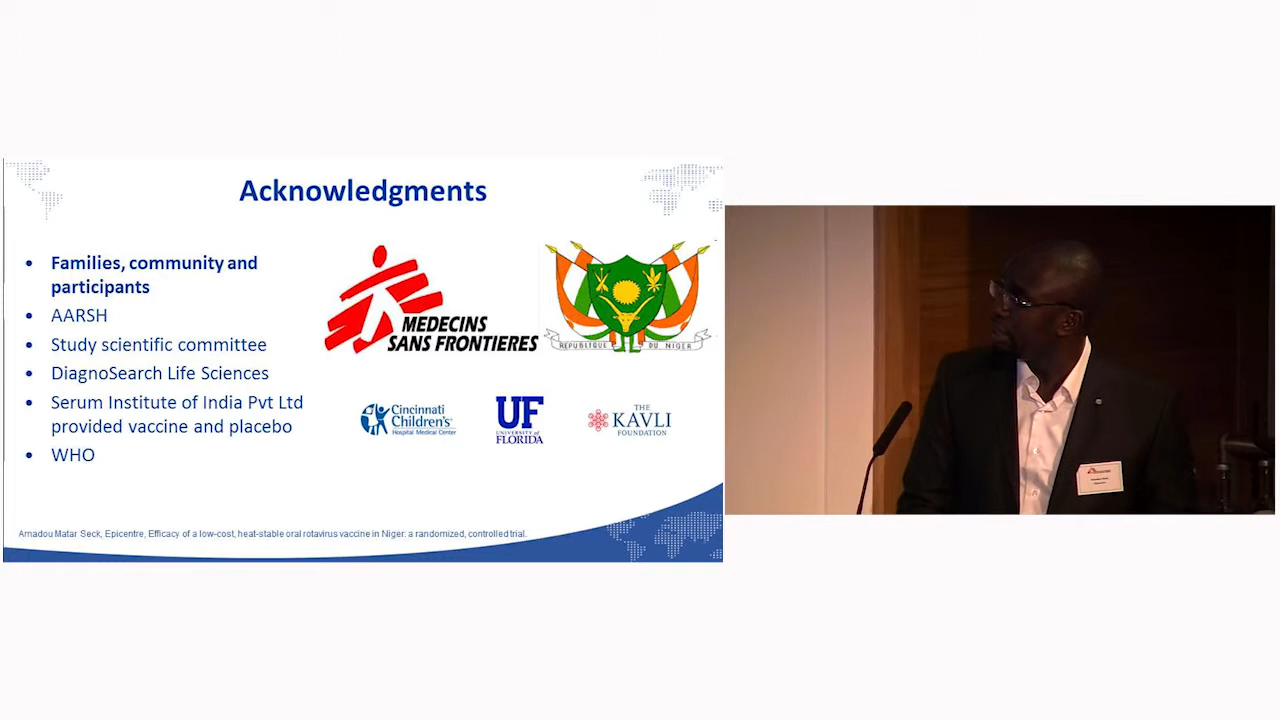 Acknowledgments
• Families, community and
participants
• AARSH
• Study scientific committee
• DiagnoSearch Life Sciences
• Serum Institute of India Pvt Ltd
provided vaccine and placebo
• WHO
MEDECINS
SANS FRONTIERES
REPUBLIQUE DU NIGER
Cincinnati
Children's
Hospital Medical Center
UF
UNIVERSITY of
FLORIDA
THE
KAVLI
FOUNDATION
Amadou Matar Seck, Epicentre, Efficacy of a low-cost, heat-stable oral rotavirus vaccine in Niger: a randomized, controlled trial.